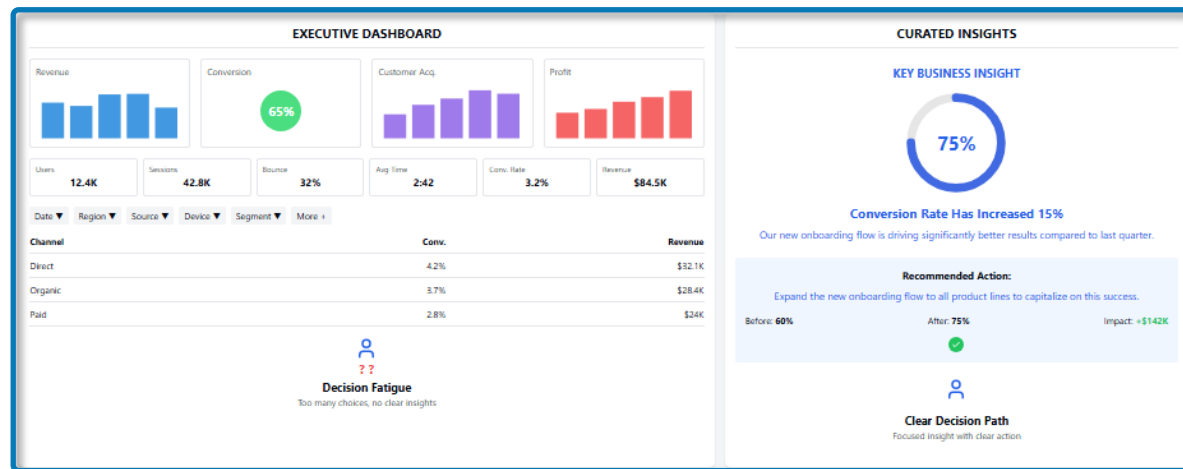 EXECUTIVE DASHBOARD
Revenue
Conversion
Customer Acq.
Profit
65%
Users
12.4K
Sessions
42.8K
Bounce
32%
Avg Time
2:42
Conv. Rate
3.2%
Revenue
$84.5K
Date ▼ Region ▼ Source ▼ Device ▼ Segment ▼ More +
Channel Conv. Revenue
Direct 4.2% $32.1K
Organic 3.7% $28.4K
Paid 2.8% $24K
? ?
Decision Fatigue
Too many choices, no clear insights
CURATED INSIGHTS
KEY BUSINESS INSIGHT
75%
Conversion Rate Has Increased 15%
Our new onboarding flow is driving significantly better results compared to last quarter.
Recommended Action:
Expand the new onboarding flow to all product lines to capitalize on this success.
Before: 60% After: 75% Impact: +$142K
Clear Decision Path
Focused insight with clear action